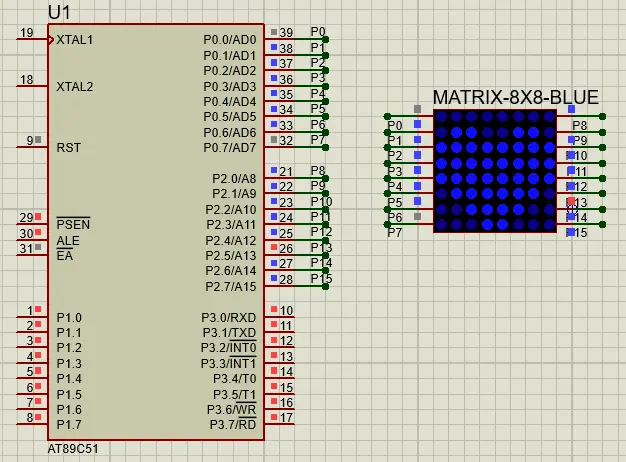 U1
19 XTAL1 P0.0/AD0 39 P0
P0.1/AD1 38 P1
P0.2/AD2 37 P2
18 XTAL2 P0.3/AD3 36 P3
P0.4/AD4 35 P4
P0.5/AD5 34 P5
P0.6/AD6 33 P6
9 RST P0.7/AD7 32 P7
P2.0/A8 21 P8
P2.1/A9 22 P9
P2.2/A10 23 P10
29 PSEN P2.3/A11 24 P11
30 ALE P2.4/A12 25 P12
31 EA P2.5/A13 26 P13
P2.6/A14 27 P14
P2.7/A15 28 P15
1 P1.0 P3.0/RXD 10
2 P1.1 P3.1/TXD 11
3 P1.2 P3.2/INT0 12
4 P1.3 P3.3/INT1 13
5 P1.4 P3.4/T0 14
6 P1.5 P3.5/T1 15
7 P1.6 P3.6/WR 16
8 P1.7 P3.7/RD 17
AT89C51
MATRIX-8X8-BLUE
P0 P8
P1 P9
P2 P10
P3 P11
P4 P12
P5 P13
P6 P14
P7 P15